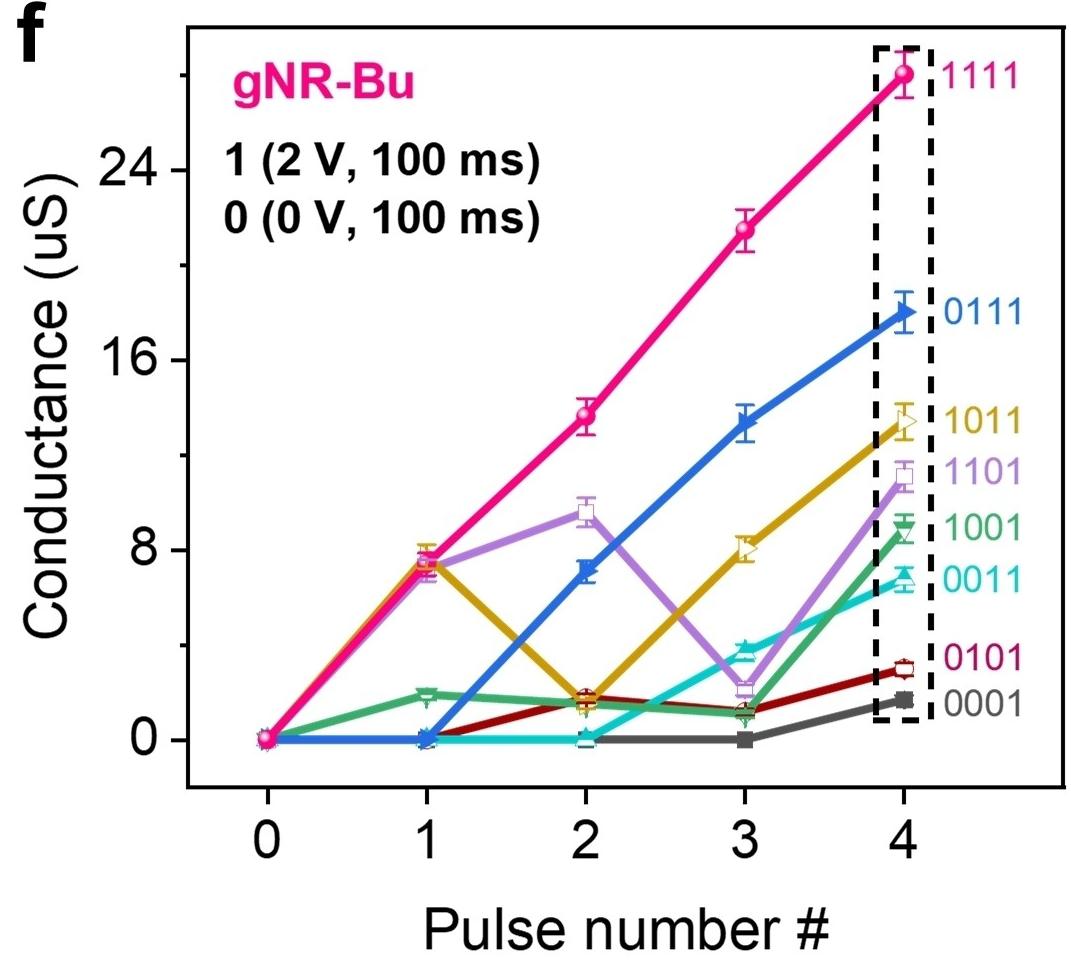 f
gNR-Bu
1 (2 V, 100 ms)
0 (0 V, 100 ms)
Conductance (uS)
24
16
8
0
1111
0111
1011
1101
1001
0011
0101
0001
0 1 2 3 4
Pulse number #